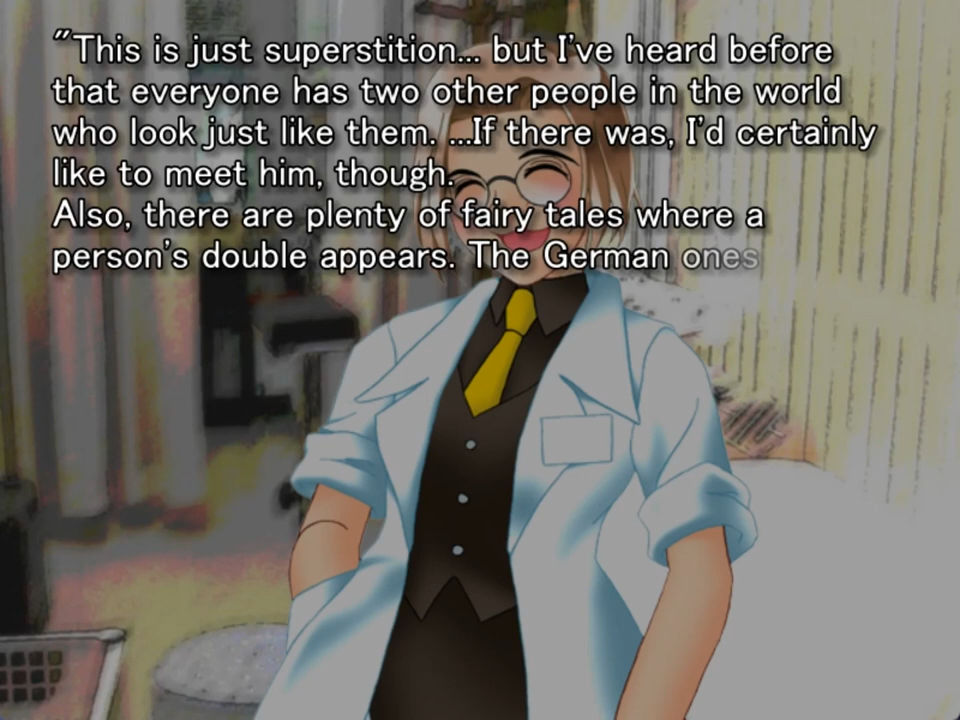 “This is just superstition... but I've heard before
that everyone has two other people in the world
who look just like them. ...If there was, I'd certainly
like to meet him, though.
Also, there are plenty of fairy tales where a
person's double appears. The German ones